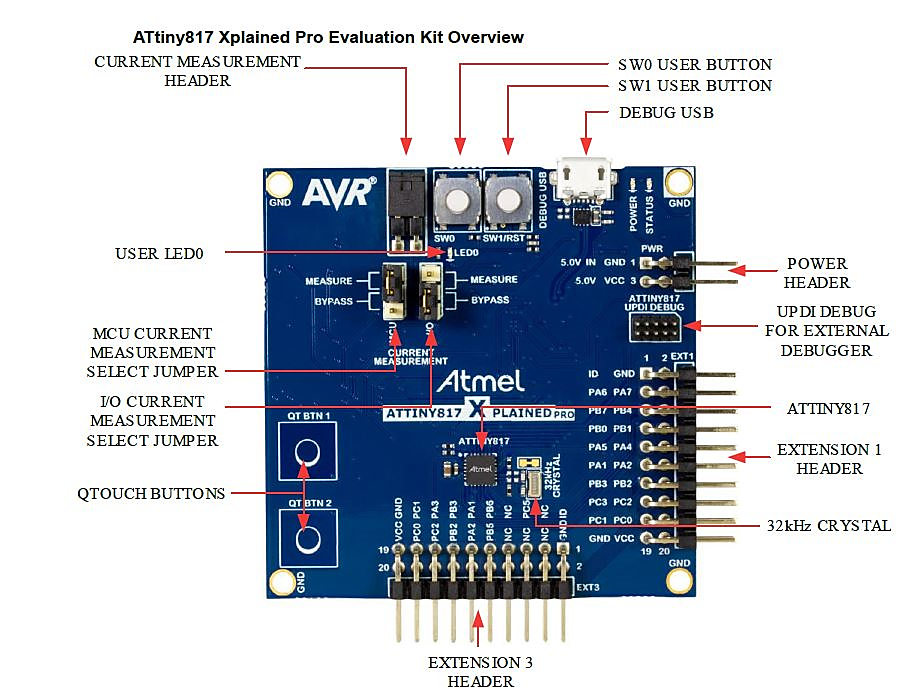 ATtiny817 Xplained Pro Evaluation Kit Overview
CURRENT MEASUREMENT
HEADER
SW0 USER BUTTON
SW1 USER BUTTON
DEBUG USB
AVR®
GND
SW0
SW1/RST
DEBUG USB
POWER
STATUS
GND
USER LED0
LED0
MEASURE
BYPASS
MEASURE
BYPASS
MCU
I/O
CURRENT
MEASUREMENT
PWR
5.0V IN GND 1
5.0V VCC 3
POWER
HEADER
ATTINY817
UPDI DEBUG
UPDI DEBUG
FOR EXTERNAL
DEBUGGER
MCU CURRENT
MEASUREMENT
SELECT JUMPER
I/O CURRENT
MEASUREMENT
SELECT JUMPER
Atmel
ATTINY817 X PLAINED PRO
1 2 EXT1
ID GND
PA6 PA7
PB7 PB4
PB0 PB1
PA5 PA4
PA1 PA2
PB3 PB2
PC3 PC2
PC1 PC0
GND VCC
19 20
ATTINY817
EXTENSION 1
HEADER
32kHz CRYSTAL
QT BTN 1
QTOUCH BUTTONS
QT BTN 2
ATTINY817
Atmel
32kHz
CRYSTAL
VCC GND
PC0 PC1
PC2 PA3
PB2 PB3
PA2 PA1
PB5 PB6
NC NC
NC PC5
NC NC
GND ID
19
1
20
2
EXT3
GND
GND
EXTENSION 3
HEADER